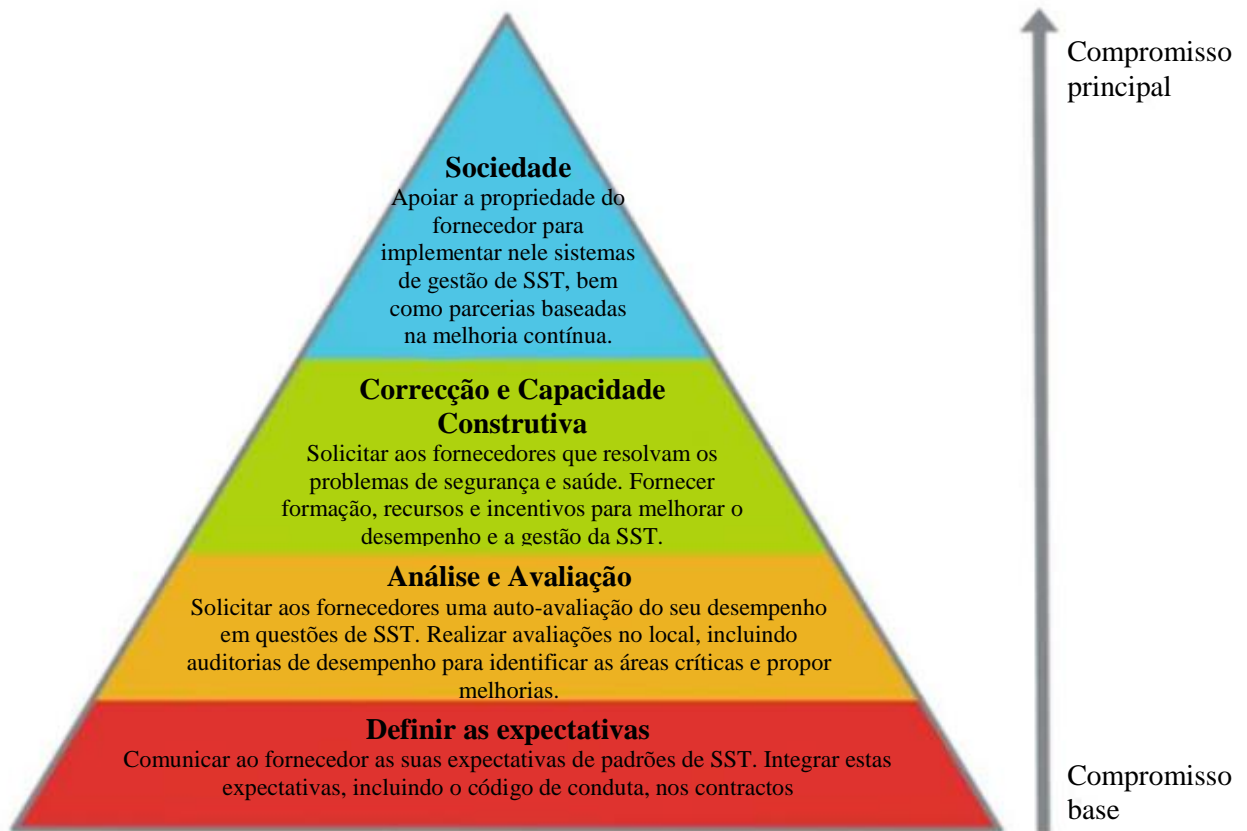 Compromisso
principal
Sociedade
Apoiar a propriedade do
fornecedor para
implementar nele sistemas
de gestão de SST, bem
como parcerias baseadas
na melhoria contínua.
Correcção e Capacidade
Construtiva
Solicitar aos fornecedores que resolvam os
problemas de segurança e saúde. Fornecer
formação, recursos e incentivos para melhorar o
desempenho e a gestão da SST.
Análise e Avaliação
Solicitar aos fornecedores uma auto-avaliação do seu desempenho
em questões de SST. Realizar avaliações no local, incluindo
auditorias de desempenho para identificar as áreas críticas e propor
melhorias.
Definir as expectativas
Comunicar ao fornecedor as suas expectativas de padrões de SST. Integrar estas
expectativas, incluindo o código de conduta, nos contractos
Compromisso
base